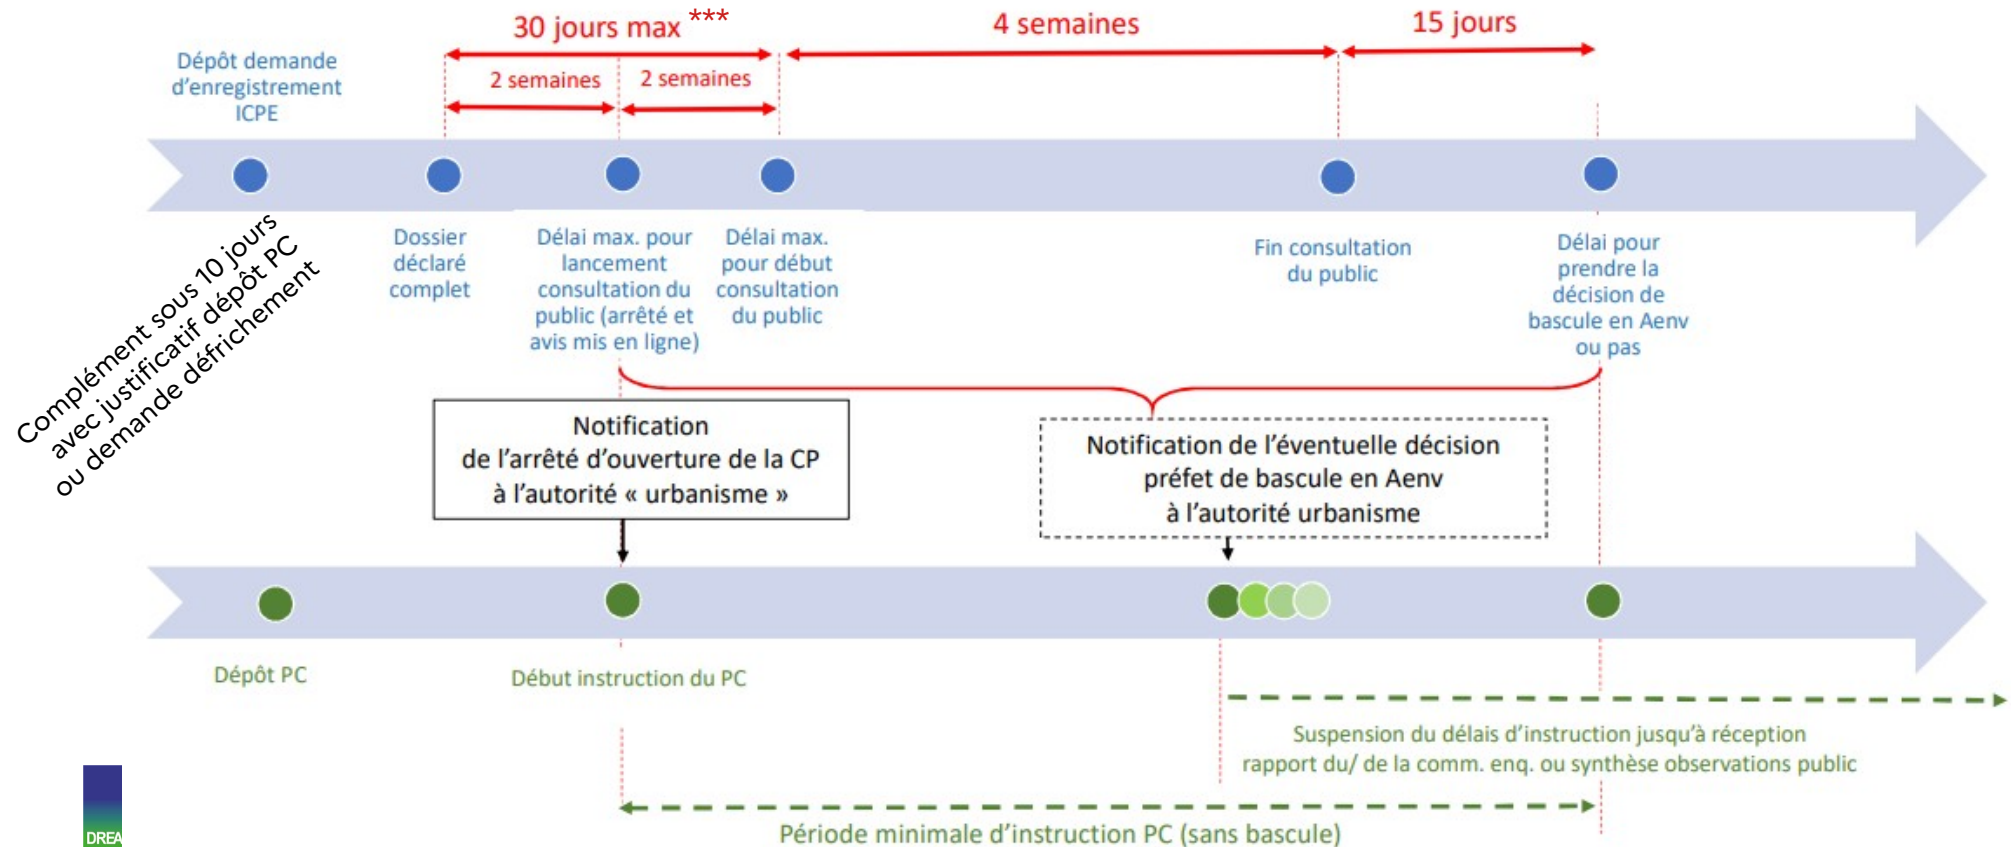 30 jours max ***
4 semaines
15 jours
2 semaines
2 semaines
Dépôt demande
d'enregistrement
ICPE
Complément sous 10 jours
avec justificatif dépôt PC
ou demande défrichement
Dossier
déclaré
complet
Délai max. pour
lancement
consultation du
public (arrêté et
avis mis en ligne)
Délai max.
pour début
consultation
du public
Fin consultation
du public
Délai pour
prendre la
décision de
bascule en Aenv
ou pas
Notification
de l'arrêté d'ouverture de la CP
à l'autorité « urbanisme »
Notification de l'éventuelle décision
préfet de bascule en Aenv
à l'autorité urbanisme
Dépôt PC
Début instruction du PC
Suspension du délais d'instruction jusqu'à réception
rapport du/ de la comm. enq. ou synthèse observations public
Période minimale d'instruction PC (sans bascule)
DREA